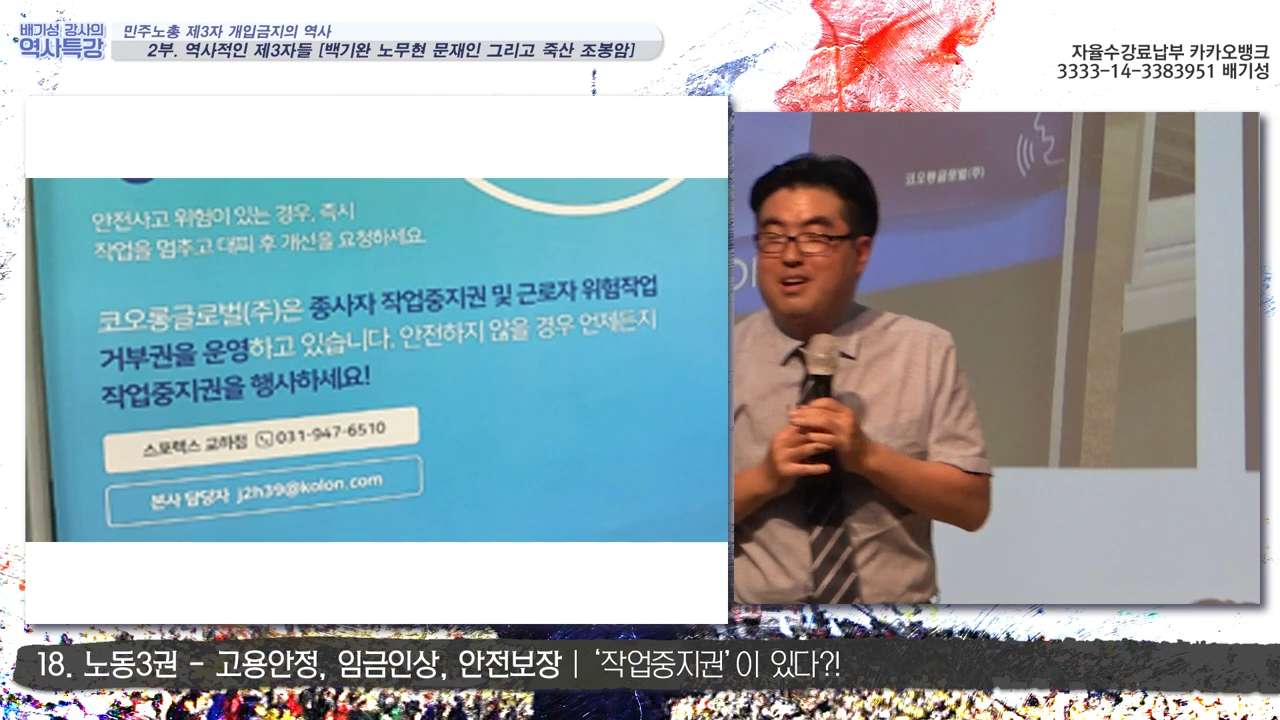 배기성 강사의
역사특강
민주노총 제3자 개입금지의 역사
2부. 역사적인 제3자들 [백기완 노무현 문재인 그리고 죽산 조봉암]
자율수강료납부 카카오뱅크
3333-14-3383951 배기성
안전사고 위험이 있는 경우, 즉시
작업을 멈추고 대피 후 개선을 요청하세요.
코오롱글로벌(주)은 종사자 작업중지권 및 근로자 위험작업
거부권을 운영하고 있습니다. 안전하지 않을 경우 언제든지
작업중지권을 행사하세요!
스포렉스 교하점 031-947-6510
본사 담당자 j2h39@kolon.com
코오롱글로벌(주)
18. 노동3권 - 고용안정, 임금인상, 안전보장 | ‘작업중지권’이 있다?!